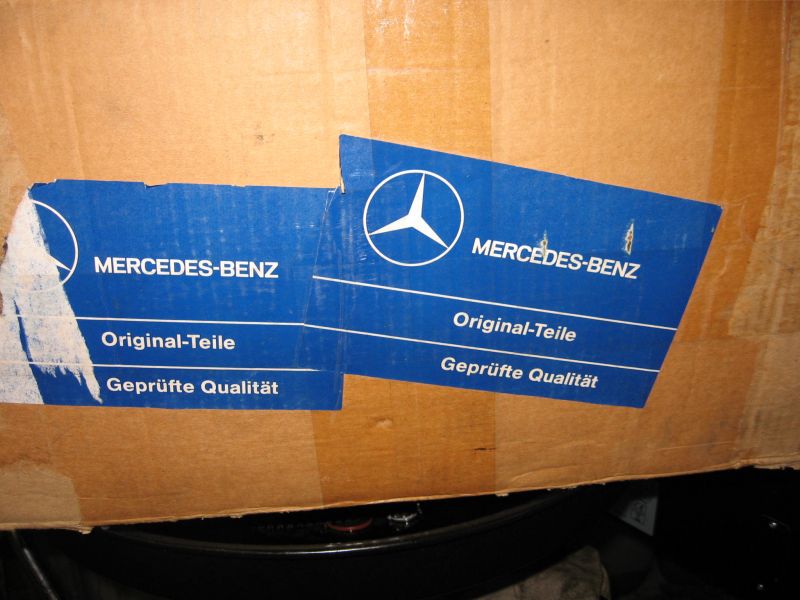 MERCEDES-BENZ
Original-Teile
Geprüfte Qualität
MERCEDES-BENZ
Original-Teile
Geprüfte Qualität